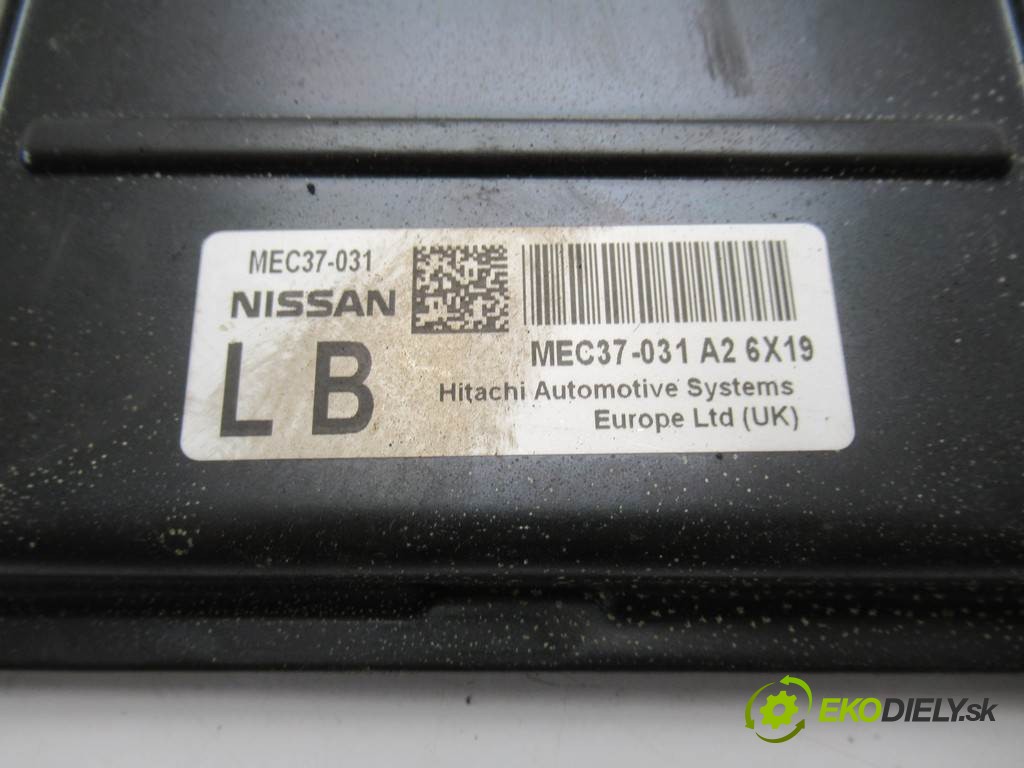 MEC37-031
NISSAN
L B
MEC37-031 A2 6X19
Hitachi Automotive Systems
Europe Ltd (UK)
EKODIELY.sk